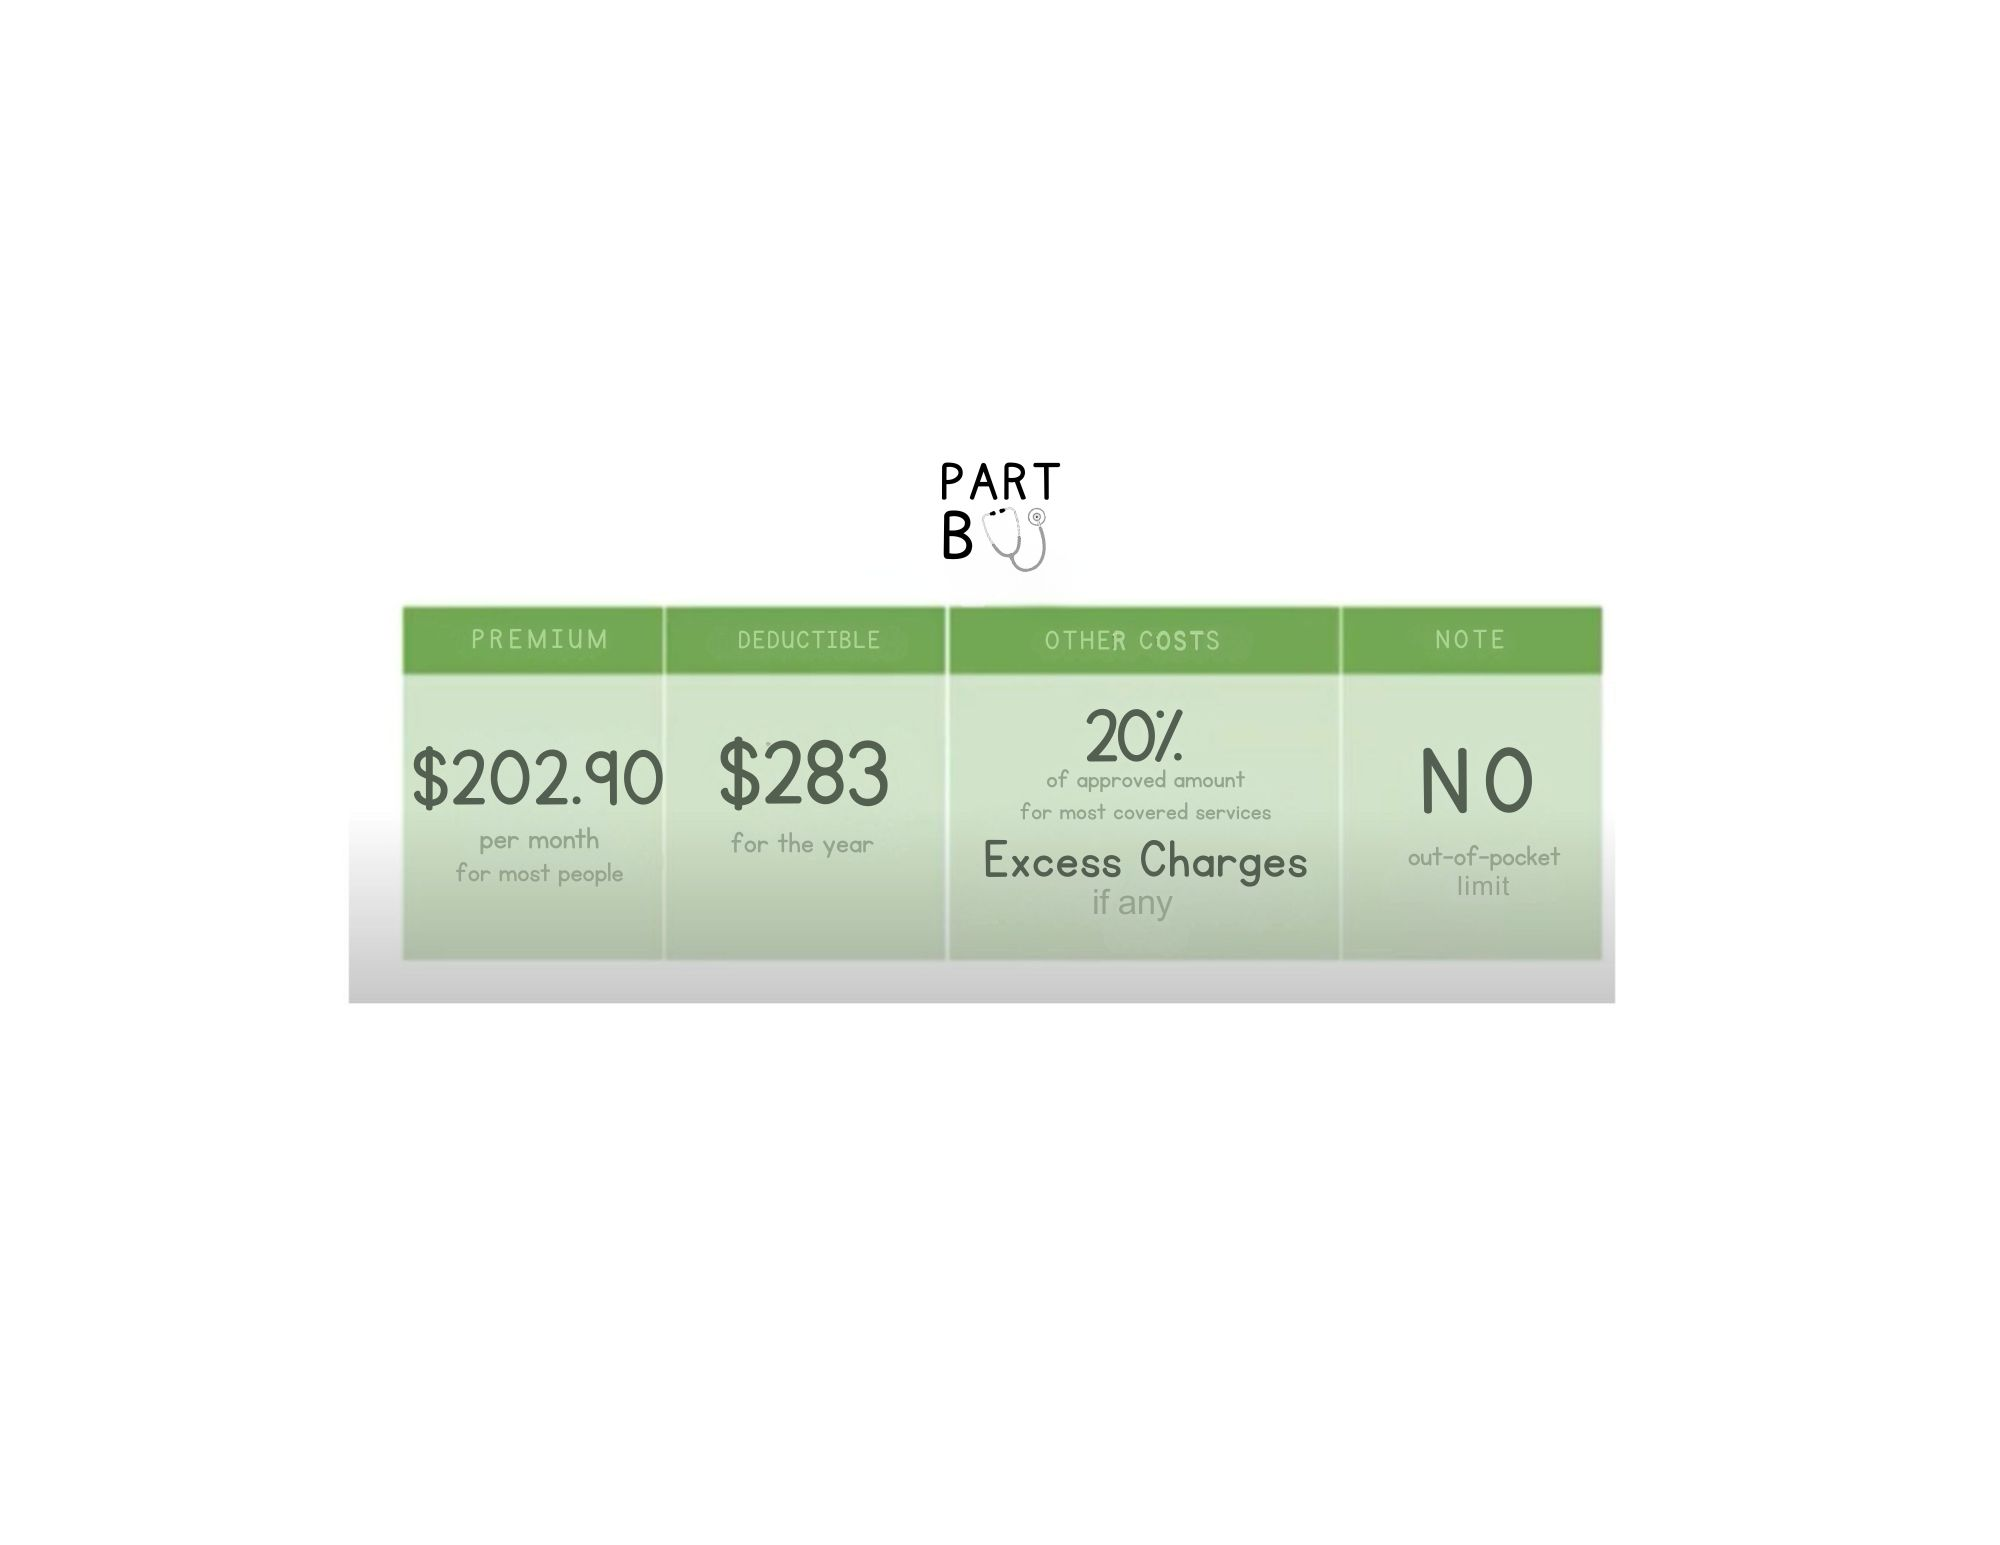 PART
B
PREMIUM
DEDUCTIBLE
OTHER COSTS
NOTE
$202.90
per month
for most people
$283
for the year
20%
of approved amount
for most covered services
Excess Charges
if any
NO
out-of-pocket
limit